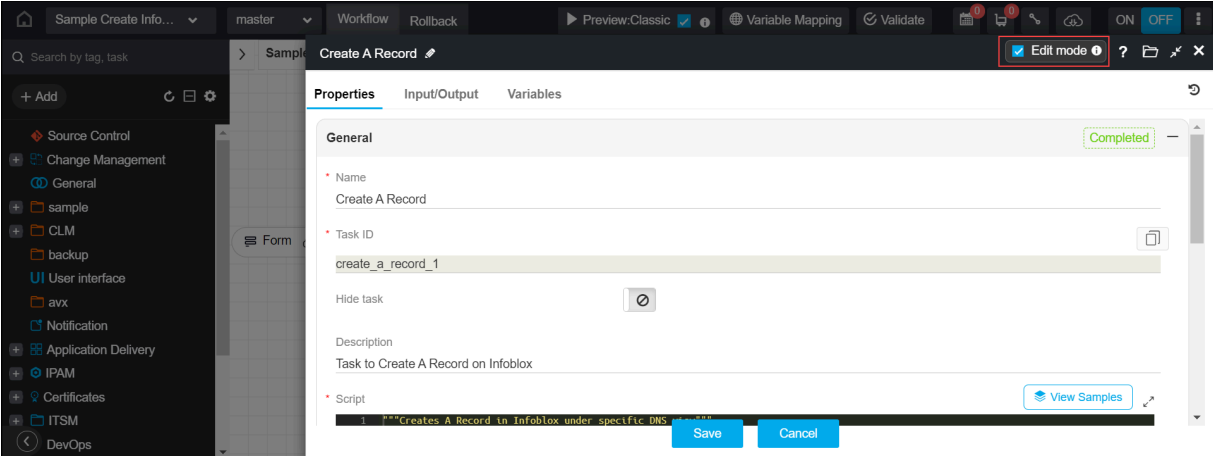 Sample Create Info...
master
Workflow
Rollback
Preview:Classic
Variable Mapping
Validate
0
0
ON OFF
Search by tag, task
Sample
Create A Record
Edit mode
?
+ Add
Properties
Input/Output
Variables
Source Control
General
Completed
Change Management
General
* Name
sample
Create A Record
CLM
* Task ID
Form
backup
create_a_record_1
UI User interface
avx
Hide task
Notification
Description
Application Delivery
Task to Create A Record on Infoblox
IPAM
Certificates
* Script
View Samples
ITSM
1 """Creates A Record in Infoblox under specific DNS view"""
Save
Cancel
DevOps